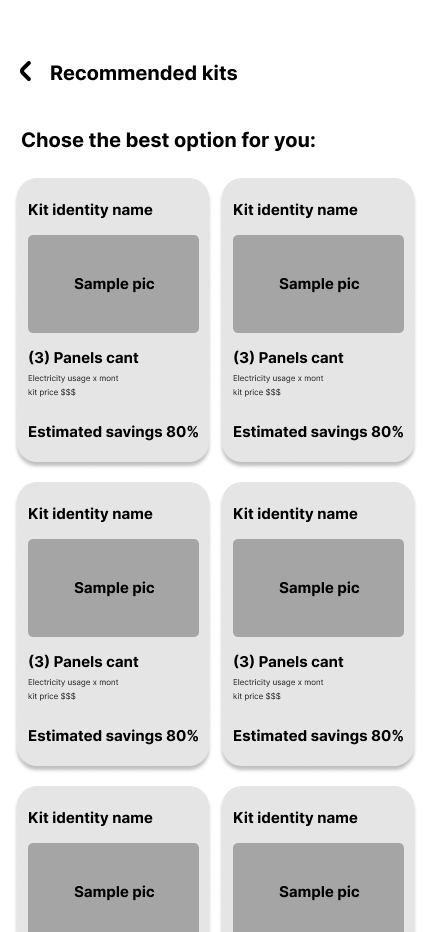 Recommended kits
Chose the best option for you:
Kit identity name
Sample pic
(3) Panels cant
Electricity usage x mont
kit price $$$
Estimated savings 80%
Kit identity name
Sample pic
(3) Panels cant
Electricity usage x mont
kit price $$$
Estimated savings 80%
Kit identity name
Sample pic
(3) Panels cant
Electricity usage x mont
kit price $$$
Estimated savings 80%
Kit identity name
Sample pic
(3) Panels cant
Electricity usage x mont
kit price $$$
Estimated savings 80%
Kit identity name
Sample pic
Kit identity name
Sample pic